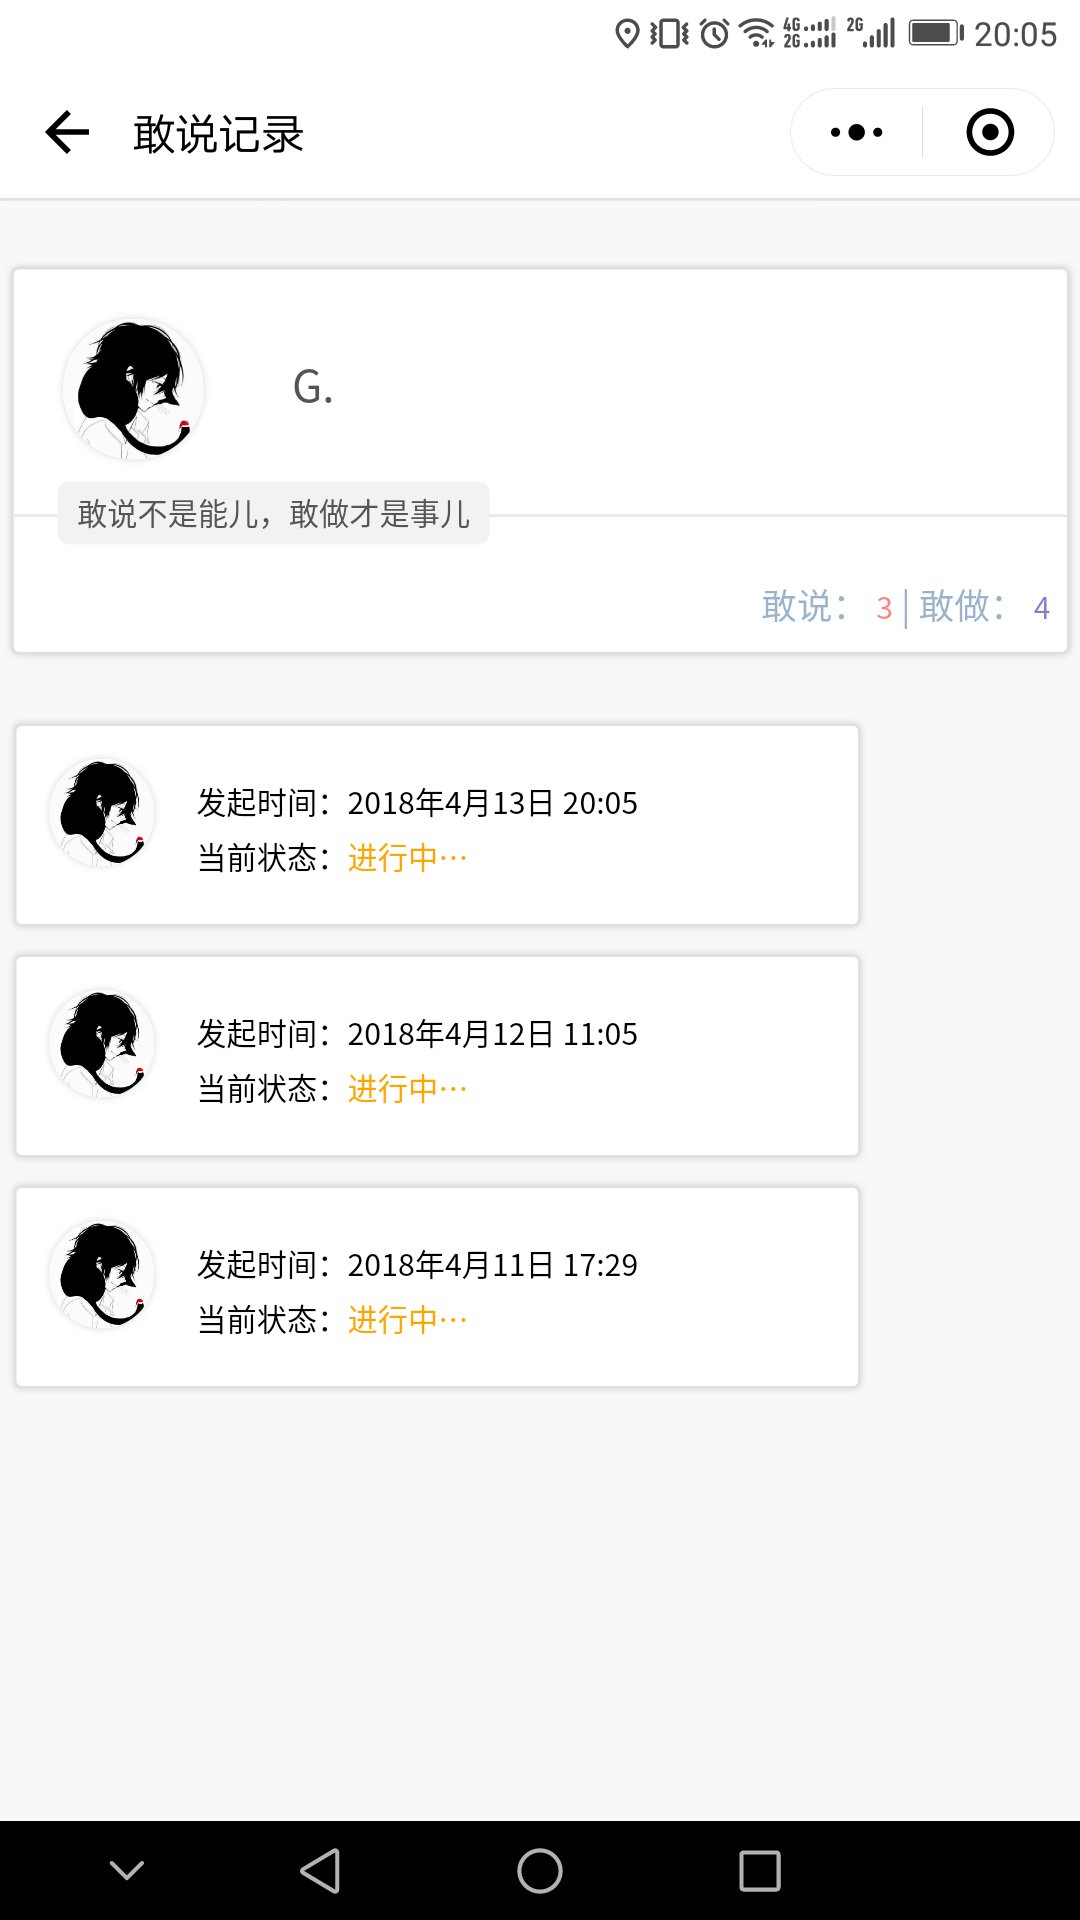 4G 2G 2G 20:05
敢说记录
G.
敢说不是能儿，敢做才是事儿
敢说： 3 | 敢做： 4
发起时间：2018年4月13日 20:05
当前状态：进行中…
发起时间：2018年4月12日 11:05
当前状态：进行中…
发起时间：2018年4月11日 17:29
当前状态：进行中…